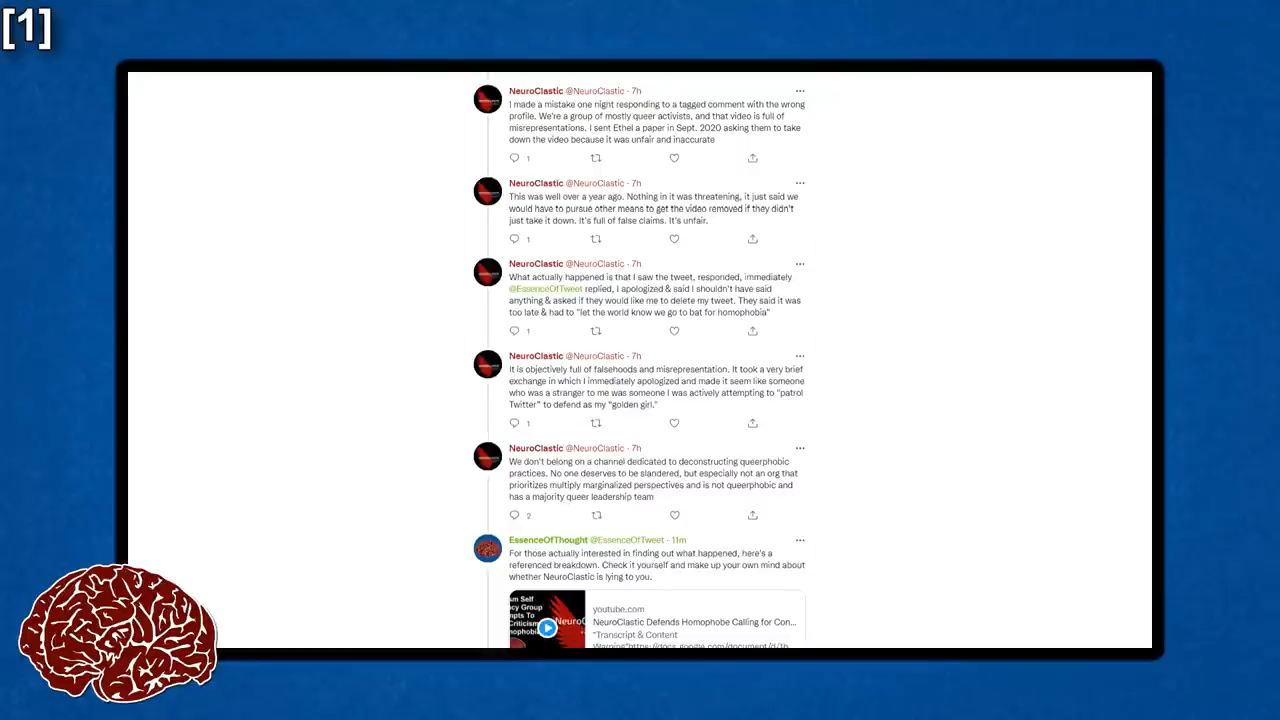 [1]
NeuroClastic @NeuroClastic · 7h
I made a mistake one night responding to a tagged comment with the wrong
profile. We're a group of mostly queer activists, and that video is full of
misrepresentations. I sent Ethel a paper in Sept. 2020 asking them to take
down the video because it was unfair and inaccurate
1
NeuroClastic @NeuroClastic · 7h
This was well over a year ago. Nothing in it was threatening, it just said we
would have to pursue other means to get the video removed if they didn't
just take it down. It's full of false claims. It's unfair.
1
NeuroClastic @NeuroClastic · 7h
What actually happened is that I saw the tweet, responded, immediately
@EssenceOfTweet replied, I apologized & said I shouldn't have said
anything & asked if they would like me to delete my tweet. They said it was
too late & had to "let the world know we go to bat for homophobia"
1
NeuroClastic @NeuroClastic · 7h
It is objectively full of falsehoods and misrepresentation. It took a very brief
exchange in which I immediately apologized and made it seem like someone
who was a stranger to me was someone I was actively attempting to "patrol
Twitter" to defend as my "golden girl."
1
NeuroClastic @NeuroClastic · 7h
We don't belong on a channel dedicated to deconstructing queerphobic
practices. No one deserves to be slandered, but especially not an org that
prioritizes multiply marginalized perspectives and is not queerphobic and
has a majority queer leadership team
2
EssenceOfThought @EssenceOfTweet · 11m
For those actually interested in finding out what happened, here's a
referenced breakdown. Check it yourself and make up your own mind about
whether NeuroClastic is lying to you.
youtube.com
NeuroClastic Defends Homophobe Calling for Con...
"Transcript & Content